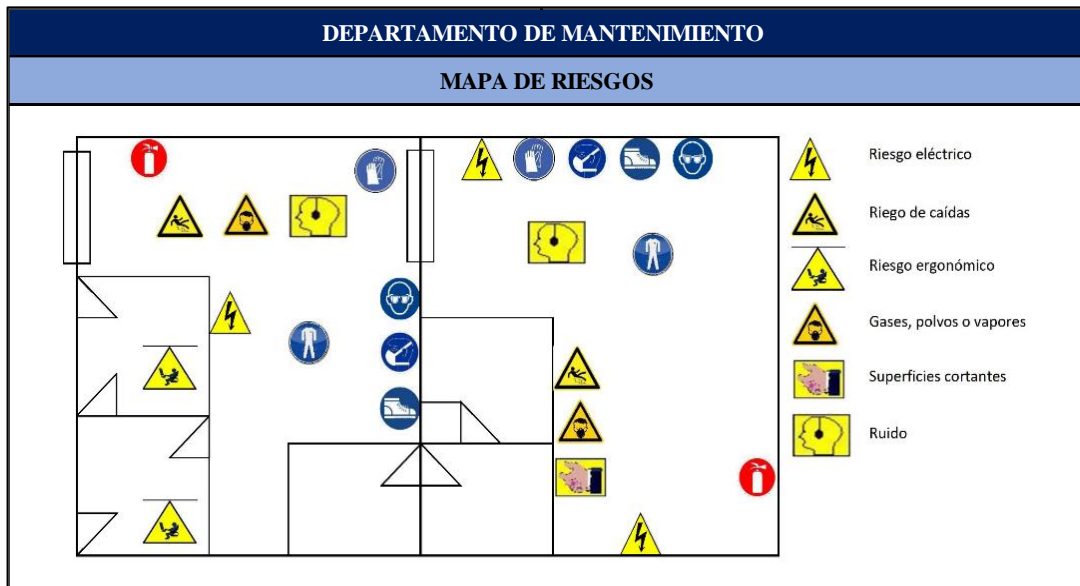 DEPARTAMENTO DE MANTENIMIENTO
MAPA DE RIESGOS
Riesgo eléctrico
Riego de caídas
Riesgo ergonómico
Gases, polvos o vapores
Superficies cortantes
Ruido